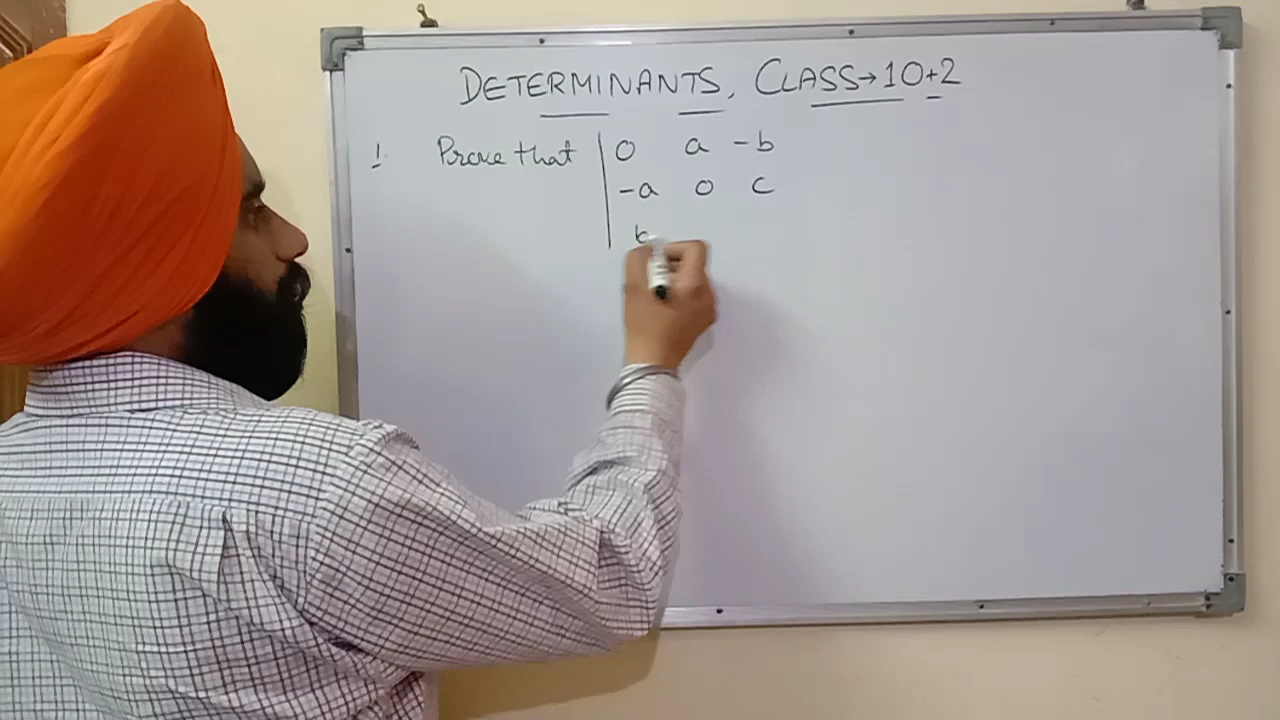 DETERMINANTS, CLASS→10+2
1. Prove that | 0 a -b
-a 0 c
b